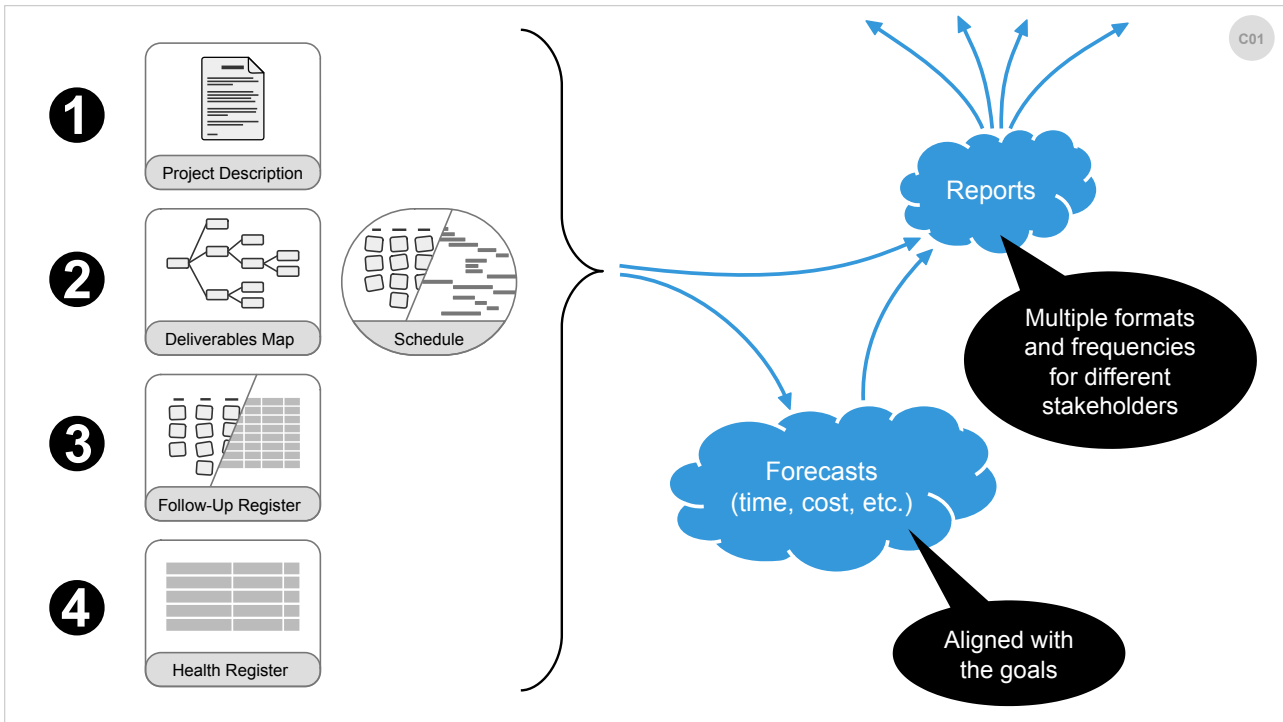 C01
1
Project Description
2
Deliverables Map
Schedule
3
Follow-Up Register
4
Health Register
Reports
Multiple formats
and frequencies
for different
stakeholders
Forecasts
(time, cost, etc.)
Aligned with
the goals